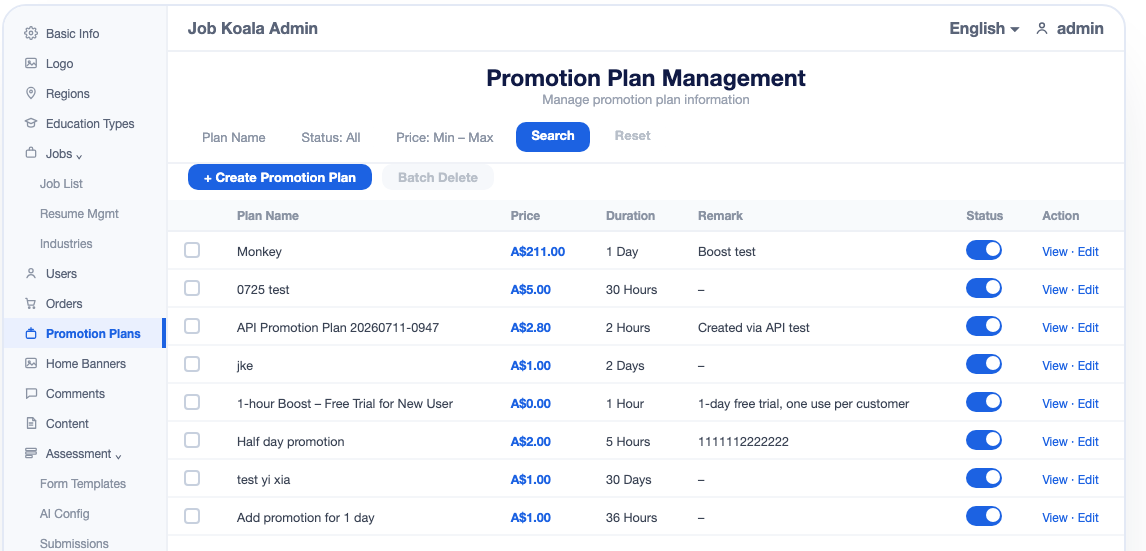 Job Koala Admin
English
admin
Basic Info
Logo
Regions
Education Types
Jobs
Job List
Resume Mgmt
Industries
Users
Orders
Promotion Plans
Home Banners
Comments
Content
Assessment
Form Templates
AI Config
Submissions
Promotion Plan Management
Manage promotion plan information
Plan Name Status: All Price: Min – Max Search Reset
+ Create Promotion Plan Batch Delete
Plan Name Price Duration Remark Status Action
Monkey A$211.00 1 Day Boost test View · Edit
0725 test A$5.00 30 Hours – View · Edit
API Promotion Plan 20260711-0947 A$2.80 2 Hours Created via API test View · Edit
jke A$1.00 2 Days – View · Edit
1-hour Boost – Free Trial for New User A$0.00 1 Hour 1-day free trial, one use per customer View · Edit
Half day promotion A$2.00 5 Hours 1111112222222 View · Edit
test yi xia A$1.00 30 Days – View · Edit
Add promotion for 1 day A$1.00 36 Hours – View · Edit